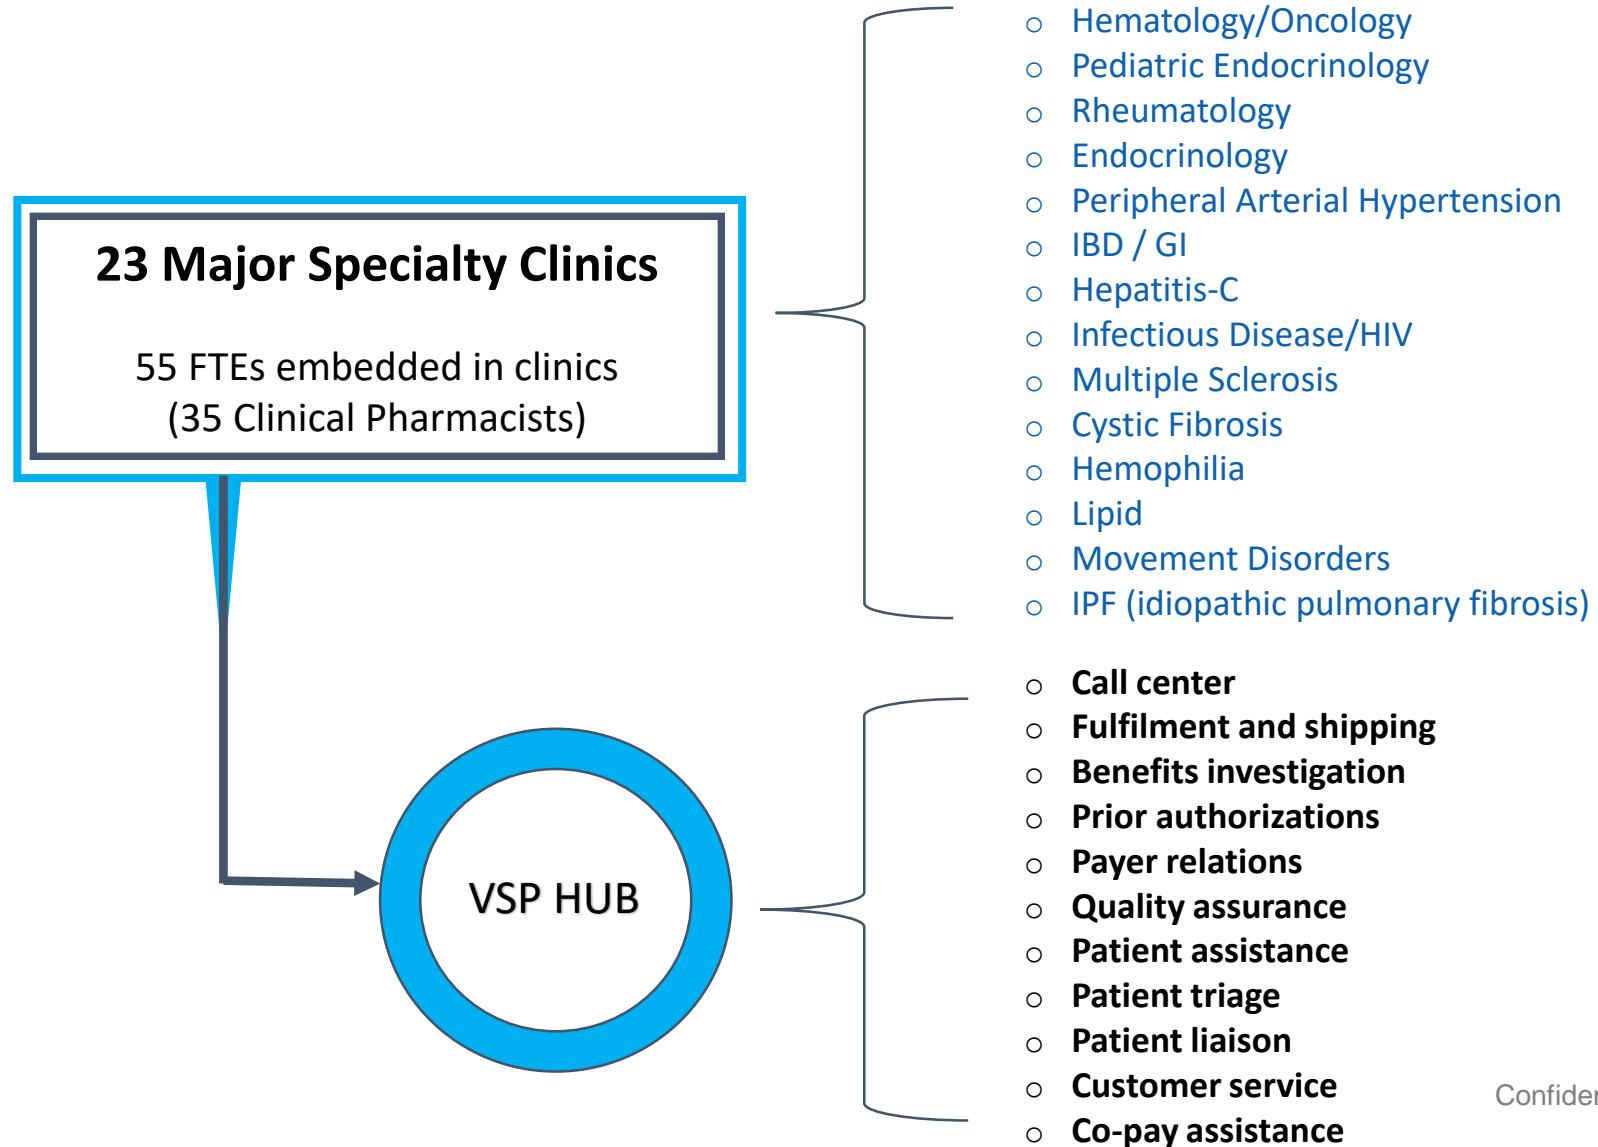 23 Major Specialty Clinics
55 FTEs embedded in clinics
(35 Clinical Pharmacists)
o Hematology/Oncology
o Pediatric Endocrinology
o Rheumatology
o Endocrinology
o Peripheral Arterial Hypertension
o IBD / GI
o Hepatitis-C
o Infectious Disease/HIV
o Multiple Sclerosis
o Cystic Fibrosis
o Hemophilia
o Lipid
o Movement Disorders
o IPF (idiopathic pulmonary fibrosis)
VSP HUB
o Call center
o Fulfilment and shipping
o Benefits investigation
o Prior authorizations
o Payer relations
o Quality assurance
o Patient assistance
o Patient triage
o Patient liaison
o Customer service
o Co-pay assistance